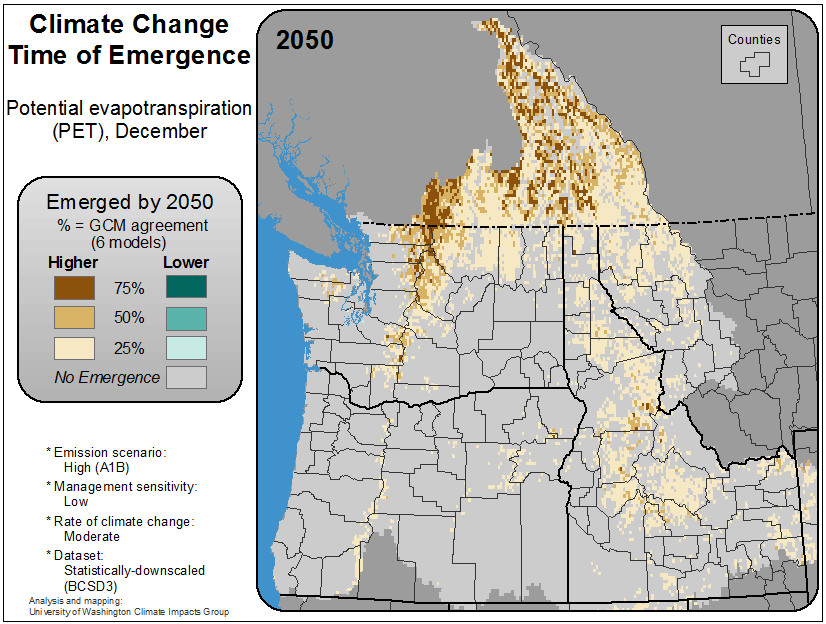 Climate Change
Time of Emergence
Potential evapotranspiration
(PET), December
Emerged by 2050
% = GCM agreement
(6 models)
Higher Lower
75%
50%
25%
No Emergence
* Emission scenario:
High (A1B)
* Management sensitivity:
Low
* Rate of climate change:
Moderate
* Dataset:
Statistically-downscaled
(BCSD3)
Analysis and mapping:
University of Washington Climate Impacts Group
2050
Counties